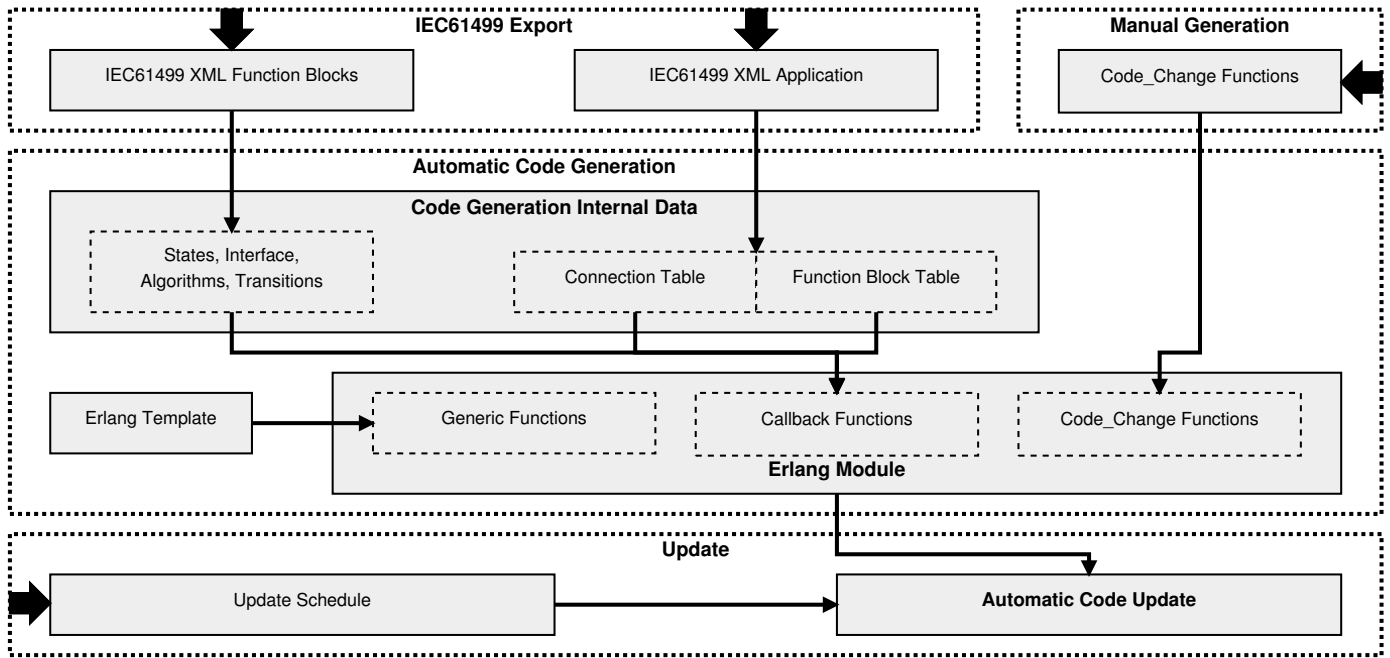 IEC61499 Export
Manual Generation
IEC61499 XML Function Blocks
IEC61499 XML Application
Code_Change Functions
Automatic Code Generation
Code Generation Internal Data
States, Interface,
Algorithms, Transitions
Connection Table
Function Block Table
Erlang Template
Generic Functions
Callback Functions
Code_Change Functions
Erlang Module
Update
Update Schedule
Automatic Code Update